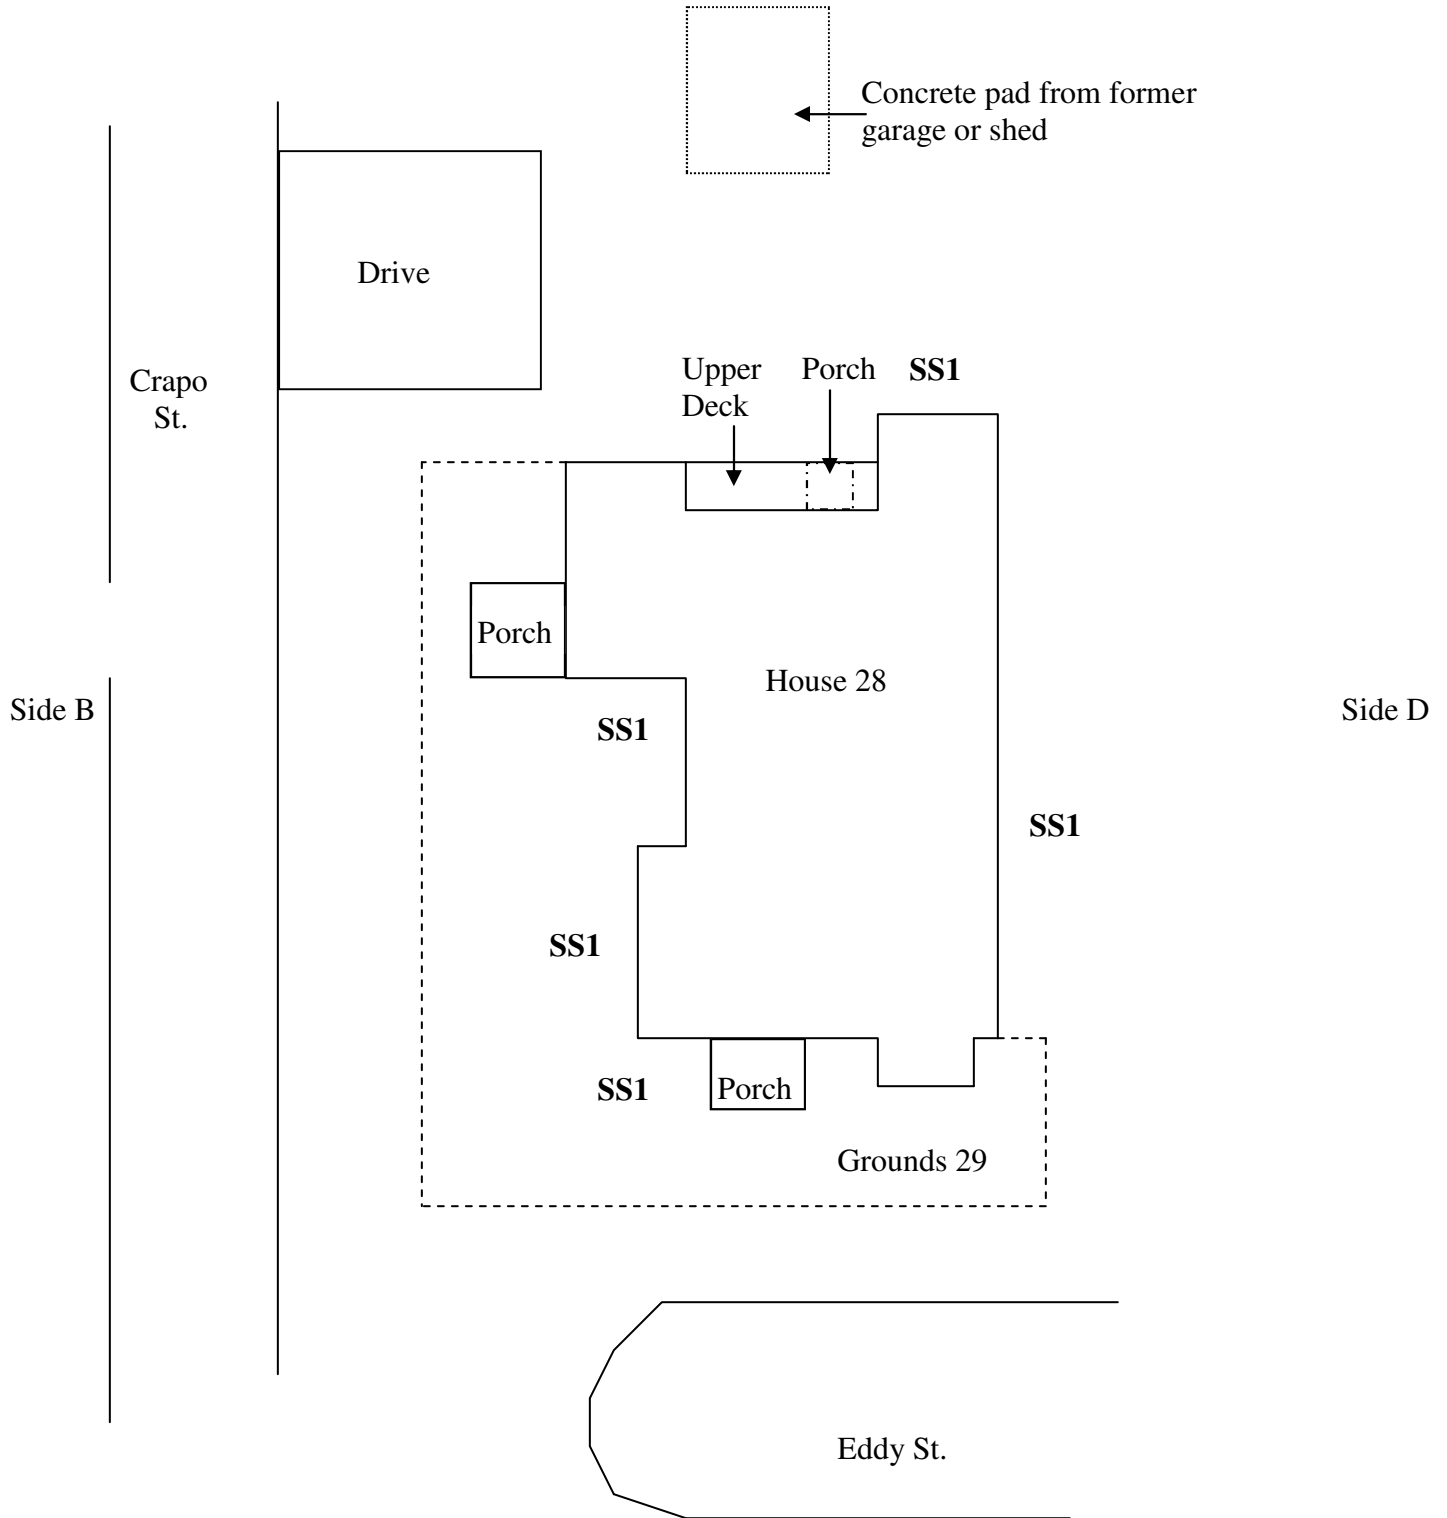 Concrete pad from former
garage or shed
Drive
Crapo
St.
Upper
Deck
Porch
SS1
Porch
House 28
Side B
SS1
Side D
SS1
SS1
SS1
Porch
Grounds 29
Eddy St.